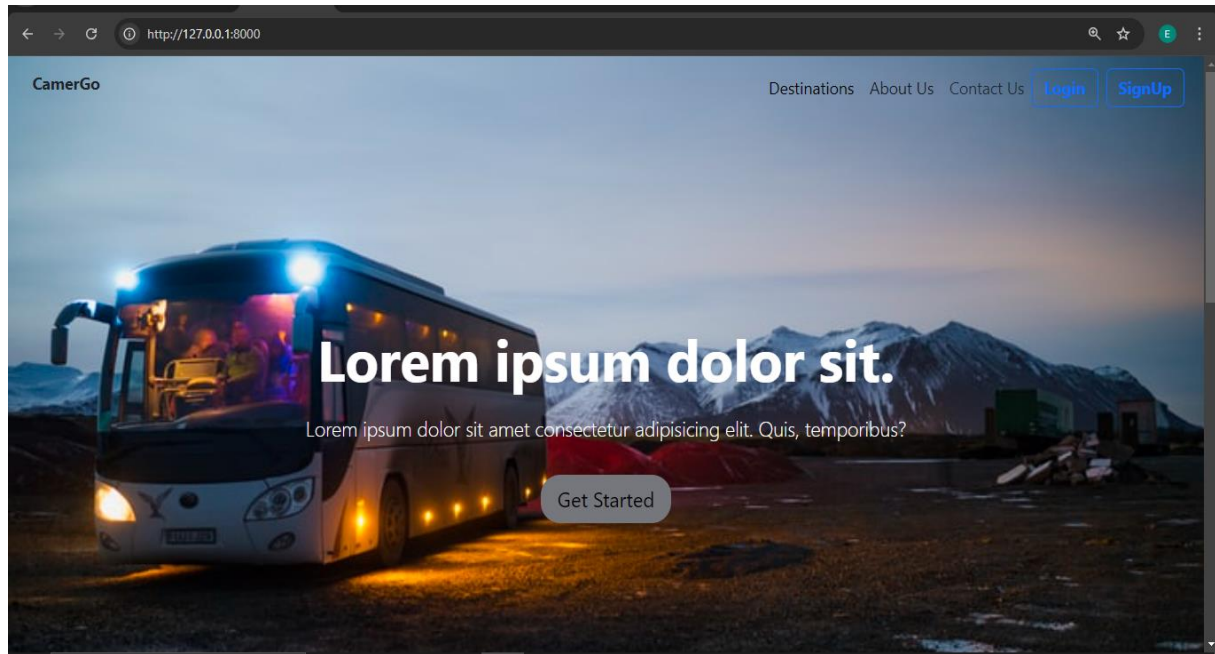 http://127.0.0.1:8000
E
CamerGo
Destinations About Us Contact Us Login SignUp
Lorem ipsum dolor sit.
Lorem ipsum dolor sit amet consectetur adipisicing elit. Quis, temporibus?
Get Started